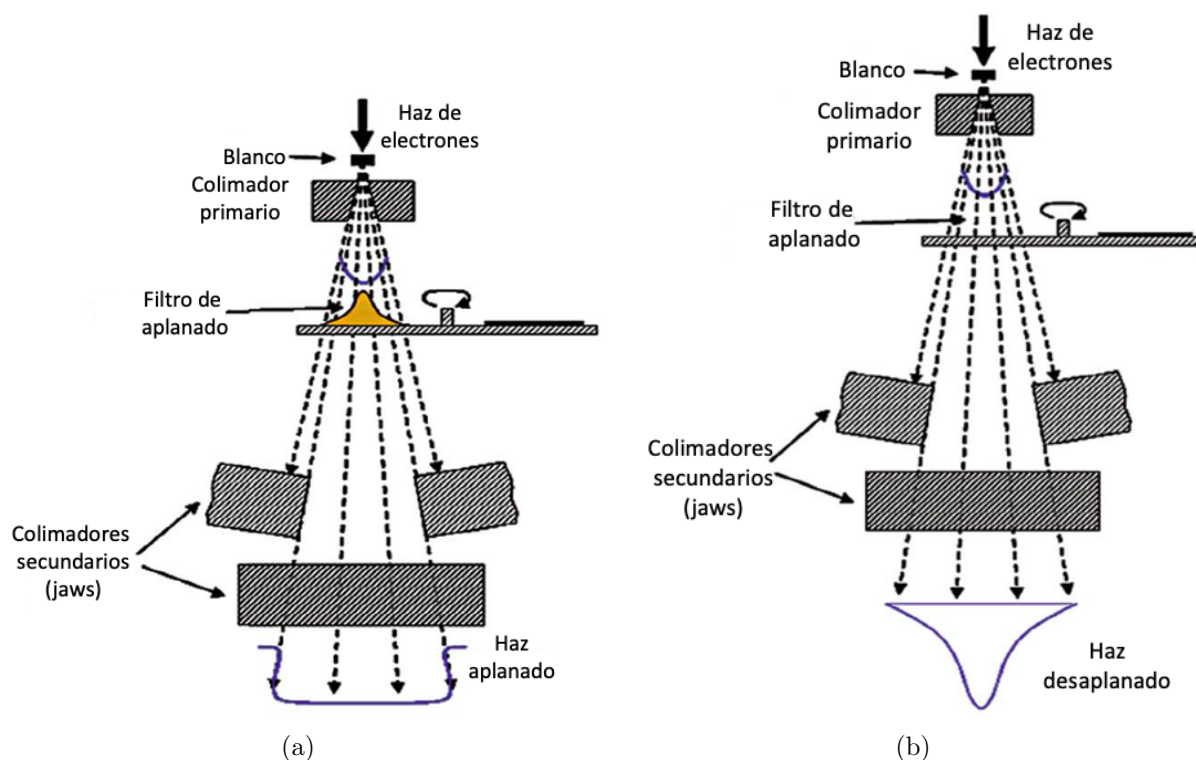 Haz de
electrones
Blanco
Colimador
primario
Filtro de
aplanado
Colimadores
secundarios
(jaws)
Haz
aplanado
(a)
Haz de
electrones
Blanco
Colimador
primario
Filtro de
aplanado
Colimadores
secundarios
(jaws)
Haz
desaplanado
(b)